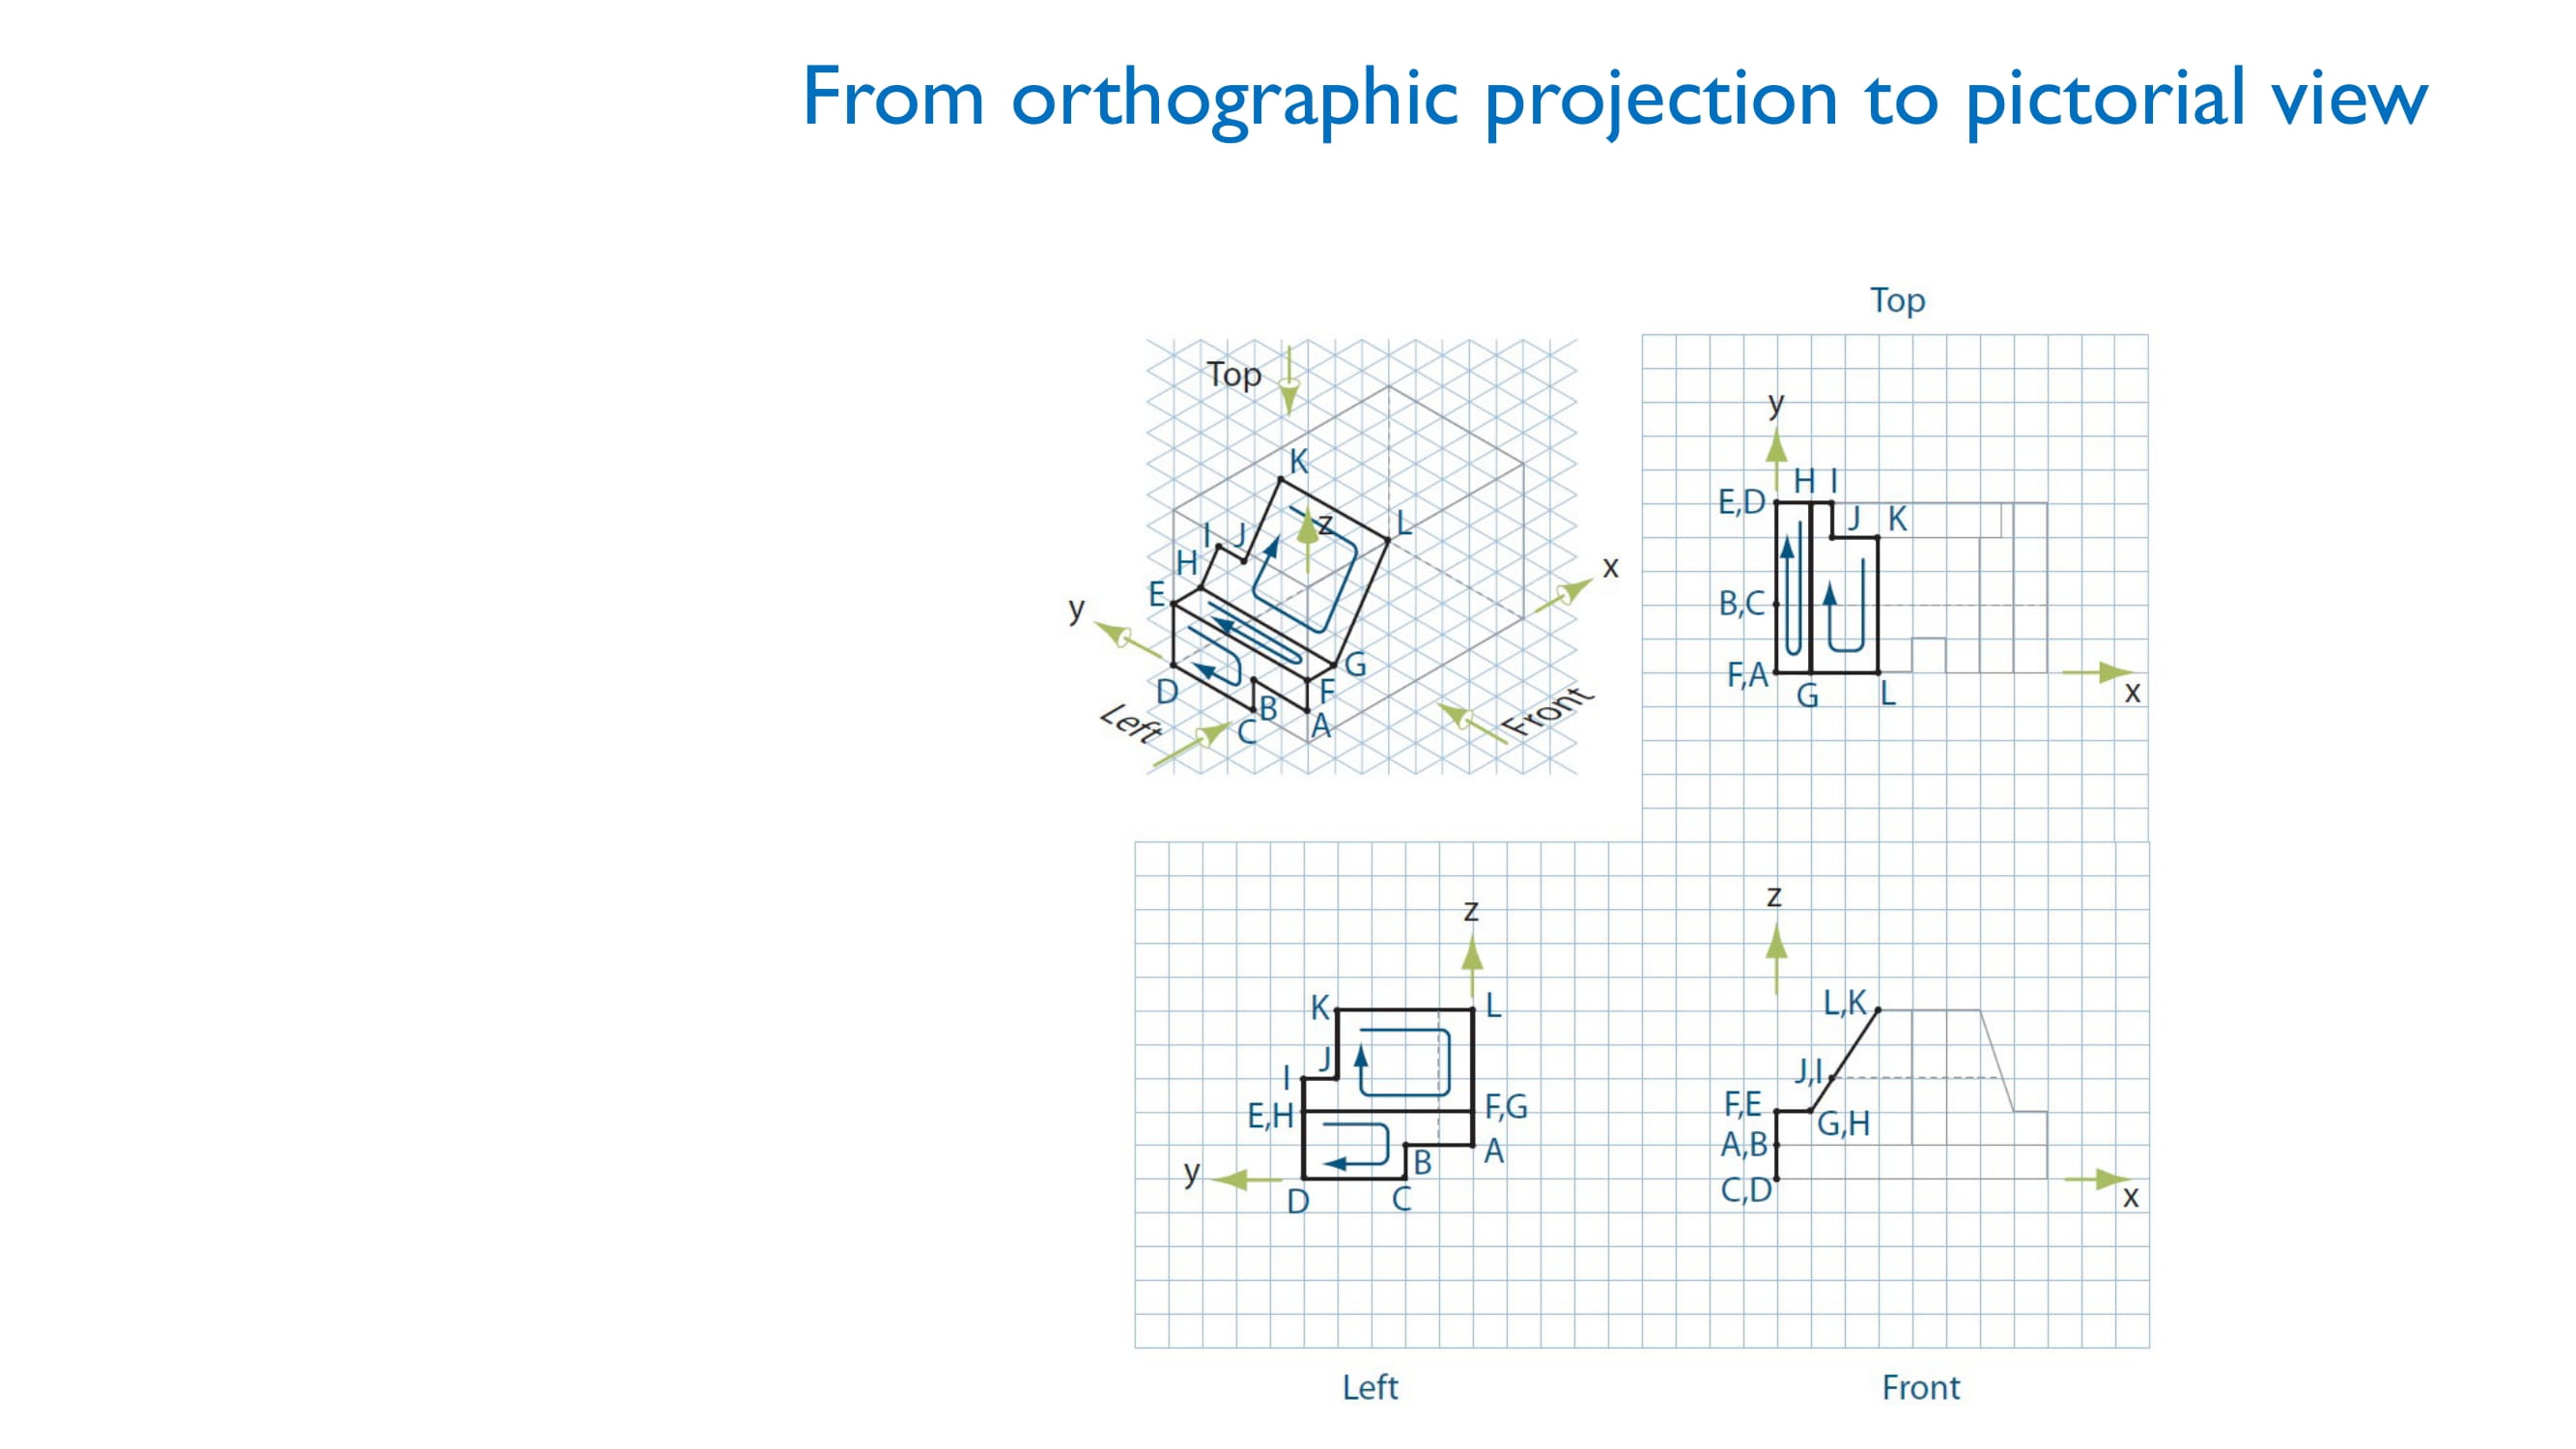 From orthographic projection to pictorial view
Top
Top
K
z
L
I
J
H
x
E
y
G
D
F
B
C
A
Left
Front
y
H
I
E,D
J
K
B,C
F,A
G
L
x
z
K
L
J
I
E,H
F,G
A
B
y
D
C
z
L,K
J,I
F,E
G,H
A,B
C,D
x
Left
Front